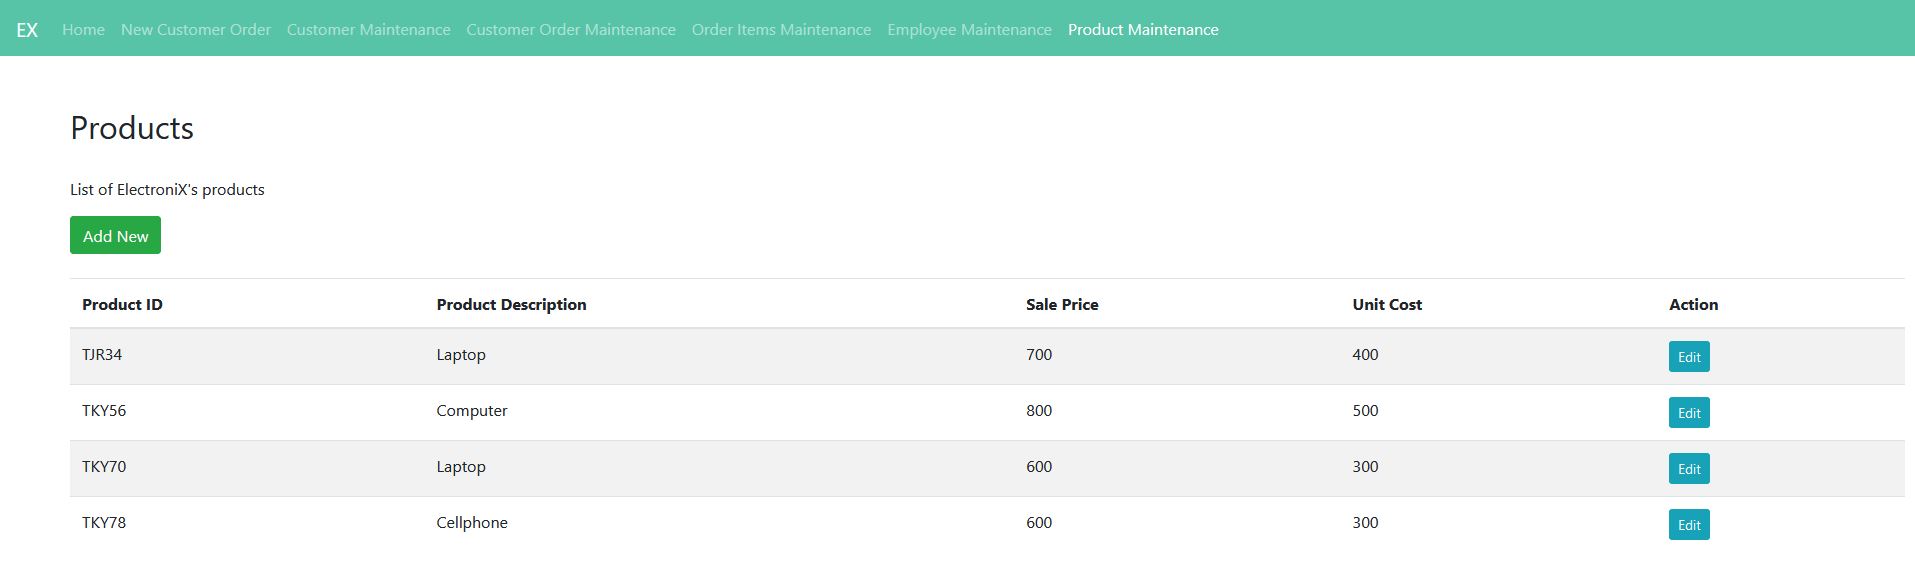 EX Home New Customer Order Customer Maintenance Customer Order Maintenance Order Items Maintenance Employee Maintenance Product Maintenance
Products
List of ElectroniX's products
Add New
Product ID Product Description Sale Price Unit Cost Action
TJR34 Laptop 700 400 Edit
TKY56 Computer 800 500 Edit
TKY70 Laptop 600 300 Edit
TKY78 Cellphone 600 300 Edit